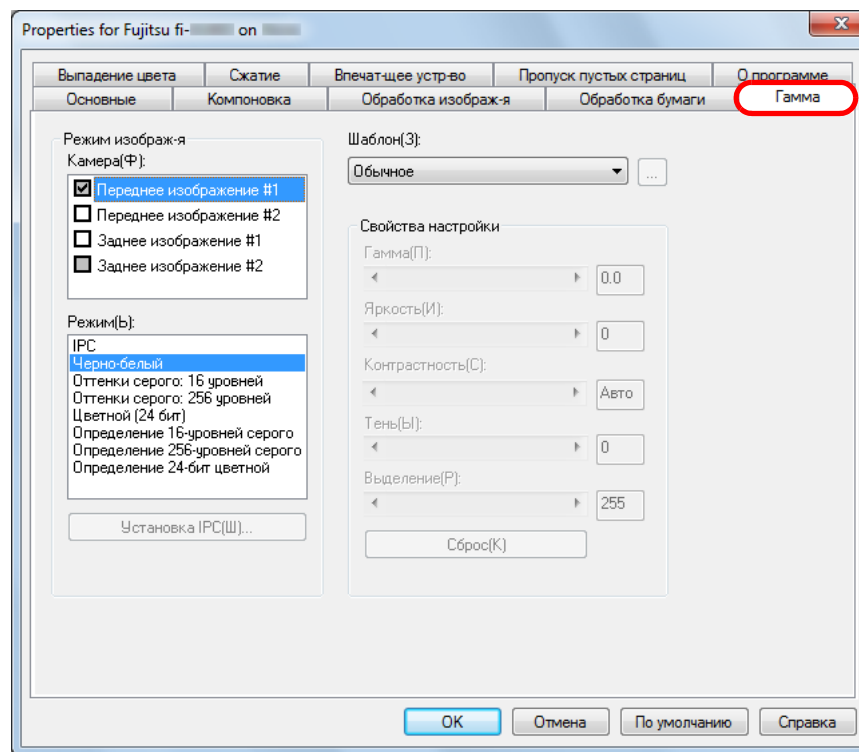 Properties for Fujitsu fi- on
Выпадение цвета Сжатие Впечат-щее устр-во Пропуск пустых страниц О программе
Основные Компоновка Обработка изображ-я Обработка бумаги Гамма
Режим изображ-я
Камера(Ф):
Переднее изображение #1
Переднее изображение #2
Заднее изображение #1
Заднее изображение #2
Режим(Ь):
IPC
Черно-белый
Оттенки серого: 16 уровней
Оттенки серого: 256 уровней
Цветной (24 бит)
Определение 16-уровней серого
Определение 256-уровней серого
Определение 24-бит цветной
Установка IPC(Ш)...
Шаблон(З):
Обычное ...
Свойства настройки
Гамма(П):
0.0
Яркость(И):
0
Контрастность(С):
Авто
Тень(Ы):
0
Выделение(Р):
255
Сброс(К)
OK Отмена По умолчанию Справка